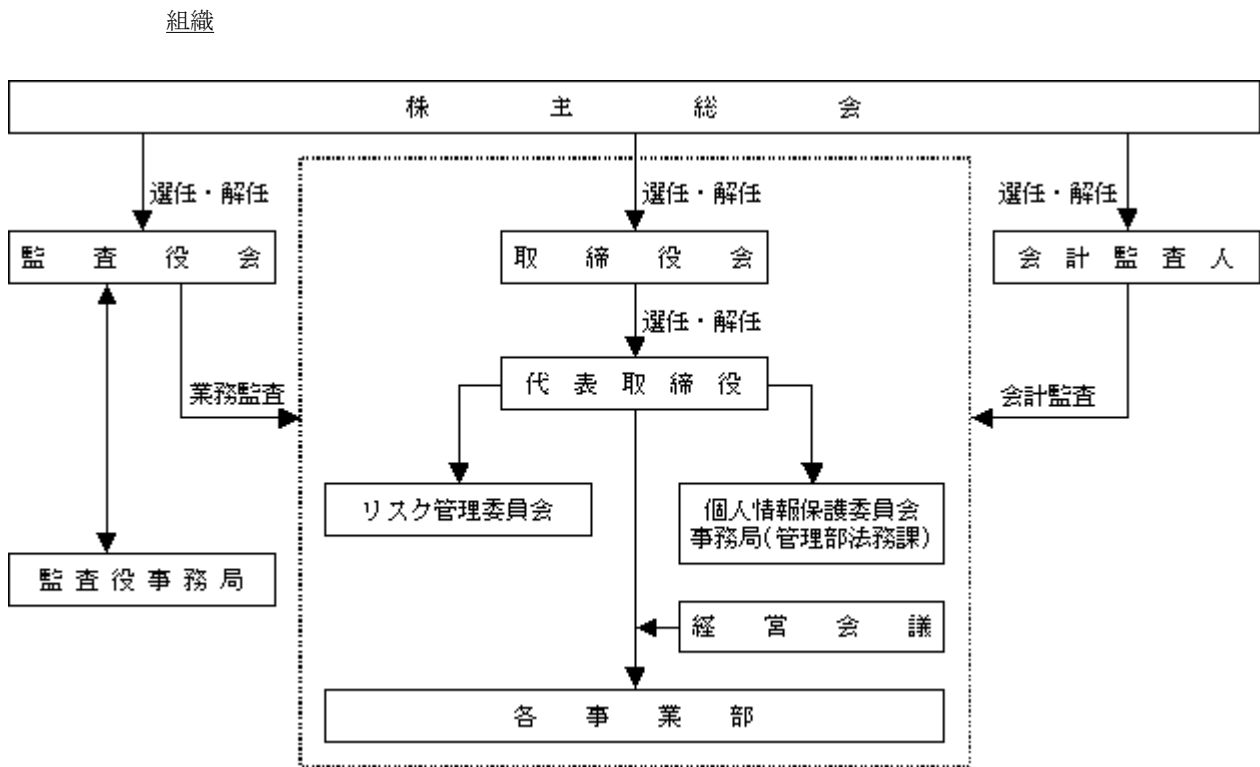 組織
株主総会
選任・解任
選任・解任
選任・解任
監査役会
取締役会
会計監査人
選任・解任
代表取締役
業務監査
会計監査
リスク管理委員会
個人情報保護委員会
事務局(管理部法務課)
監査役事務局
経営会議
各事業部